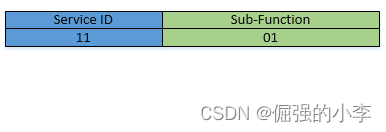 Service ID Sub-Function
11 01
CSDN @倔强的小李